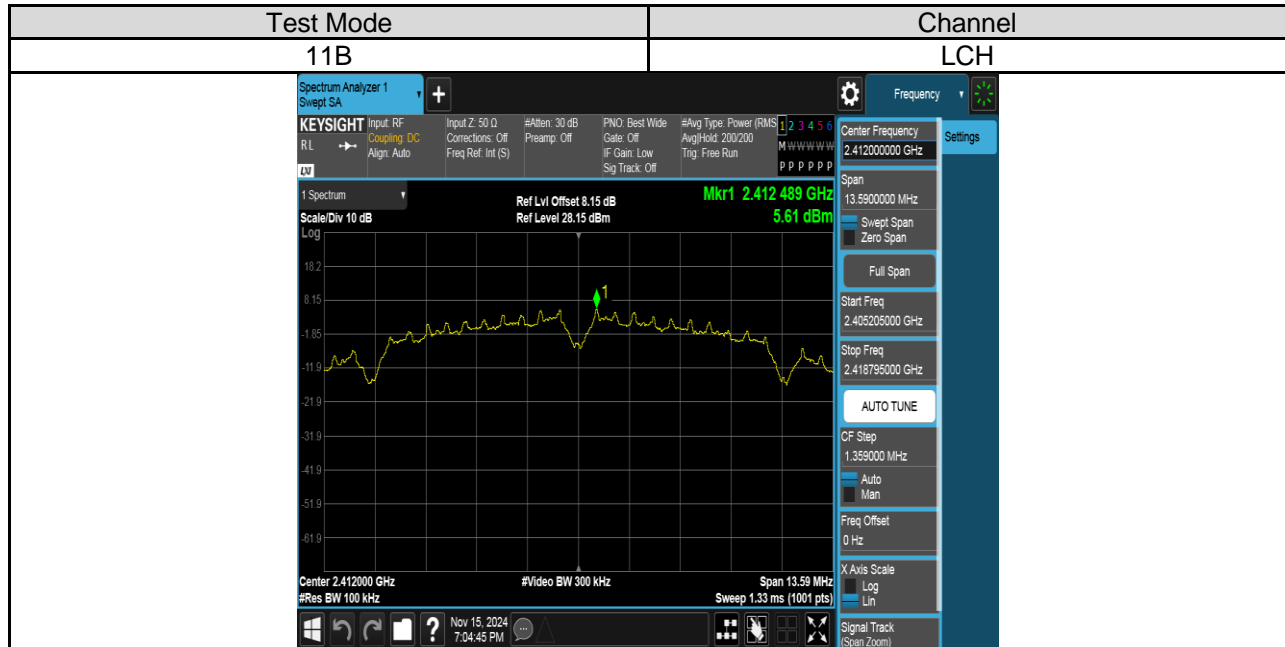 Test Mode Channel
11B LCH
Spectrum Analyzer 1
Swept SA
+
Frequency
KEYSIGHT
RL
LXI
Input: RF
Coupling: DC
Align: Auto
Input Z: 50 Ω
Corrections: Off
Freq Ref: Int (S)
#Atten: 30 dB
Preamp: Off
PNO: Best Wide
Gate: Off
IF Gain: Low
Sig Track: Off
#Avg Type: Power (RMS
Avg|Hold: 200/200
Trig: Free Run
1 2 3 4 5 6
M W W W W W
P P P P P P
1 Spectrum
Scale/Div 10 dB
Log
Ref Lvl Offset 8.15 dB
Ref Level 28.15 dBm
Mkr1 2.412 489 GHz
5.61 dBm
18.2
8.15
-1.85
-11.9
-21.9
-31.9
-41.9
-51.9
-61.9
1
Center 2.412000 GHz
#Res BW 100 kHz
#Video BW 300 kHz
Span 13.59 MHz
Sweep 1.33 ms (1001 pts)
?
Nov 15, 2024
7:04:45 PM
Settings
Center Frequency
2.412000000 GHz
Span
13.5900000 MHz
Swept Span
Zero Span
Full Span
Start Freq
2.405205000 GHz
Stop Freq
2.418795000 GHz
AUTO TUNE
CF Step
1.359000 MHz
Auto
Man
Freq Offset
0 Hz
X Axis Scale
Log
Lin
Signal Track
(Span Zoom)